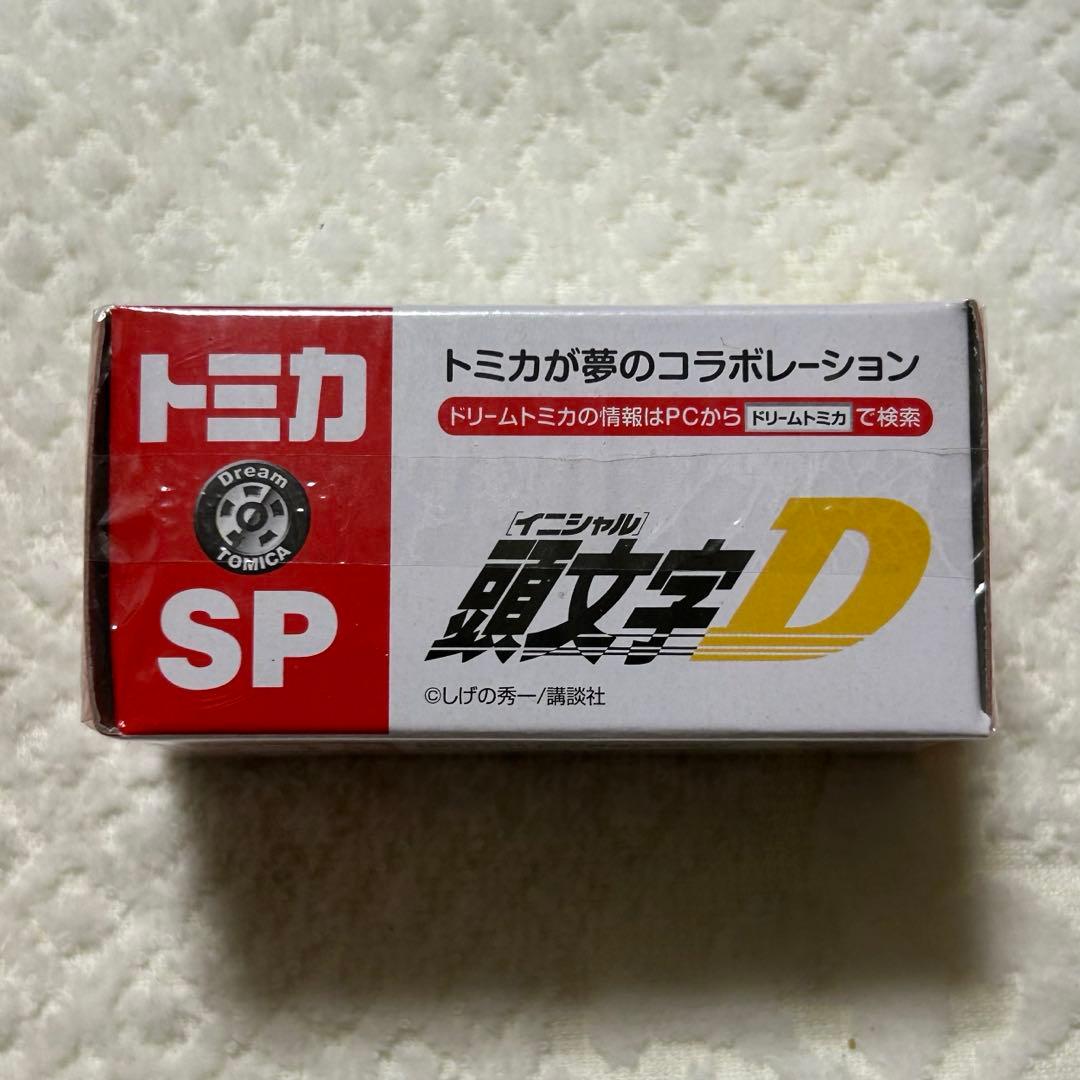 トミカ
Dream
TOMICA
SP
トミカが夢のコラボレーション
ドリームトミカの情報はPCから ドリームトミカ で検索
[イニシャル]
頭文字D
©しげの秀一/講談社